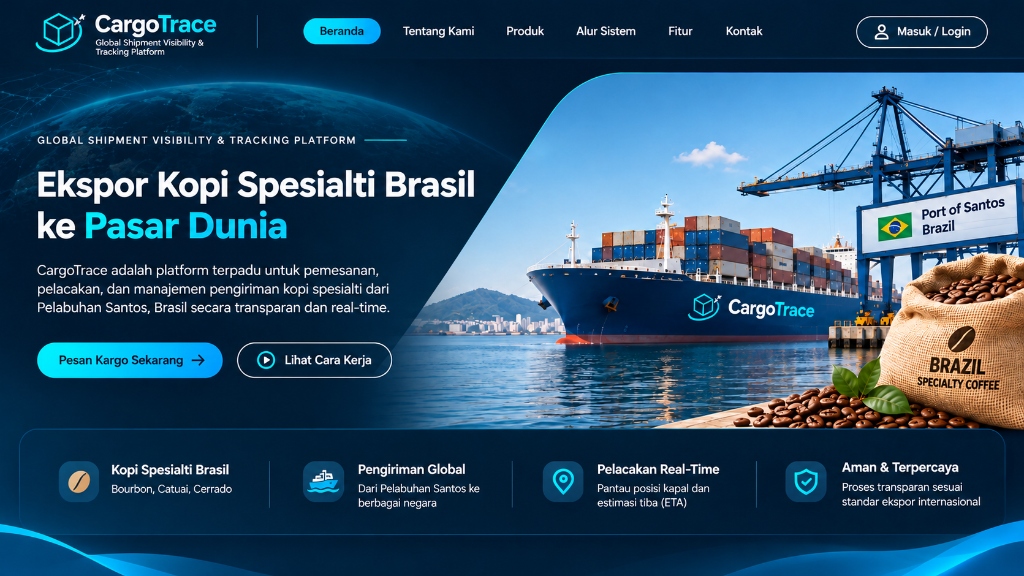 CargoTrace
Global Shipment Visibility &
Tracking Platform
Beranda
Tentang Kami
Produk
Alur Sistem
Fitur
Kontak
Masuk / Login
GLOBAL SHIPMENT VISIBILITY & TRACKING PLATFORM
Ekspor Kopi Spesialti Brasil
ke Pasar Dunia
CargoTrace adalah platform terpadu untuk pemesanan,
pelacakan, dan manajemen pengiriman kopi spesialti dari
Pelabuhan Santos, Brasil secara transparan dan real-time.
Pesan Kargo Sekarang
Lihat Cara Kerja
Port of Santos
Brazil
CargoTrace
BRAZIL
SPECIALTY COFFEE
Kopi Spesialti Brasil
Bourbon, Catuai, Cerrado
Pengiriman Global
Dari Pelabuhan Santos ke
berbagai negara
Pelacakan Real-Time
Pantau posisi kapal dan
estimasi tiba (ETA)
Aman & Terpercaya
Proses transparan sesuai
standar ekspor internasional